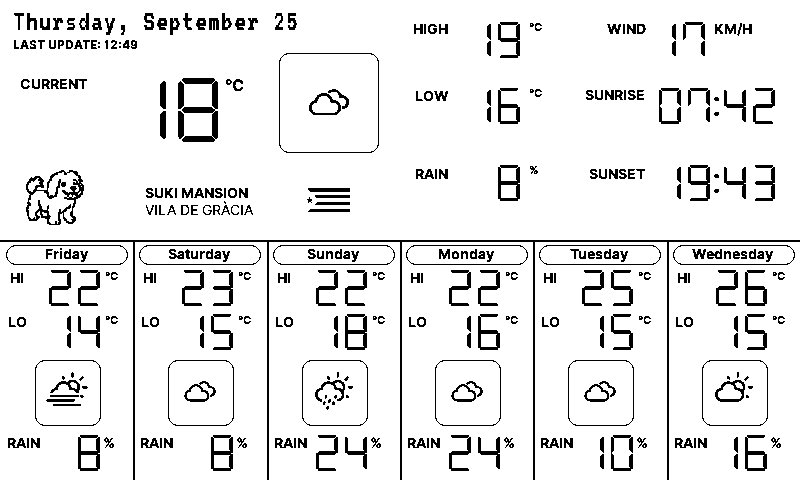 Thursday, September 25
LAST UPDATE: 12:49
CURRENT 18 °C
SUKI MANSION
VILA DE GRÀCIA
HIGH 19 °C
WIND 17 KM/H
LOW 16 °C
SUNRISE 07:42
RAIN 8 %
SUNSET 19:43
Friday
HI 22 °C
LO 14 °C
RAIN 8 %
Saturday
HI 23 °C
LO 15 °C
RAIN 8 %
Sunday
HI 22 °C
LO 18 °C
RAIN 24 %
Monday
HI 22 °C
LO 16 °C
RAIN 24 %
Tuesday
HI 25 °C
LO 15 °C
RAIN 10 %
Wednesday
HI 26 °C
LO 15 °C
RAIN 16 %